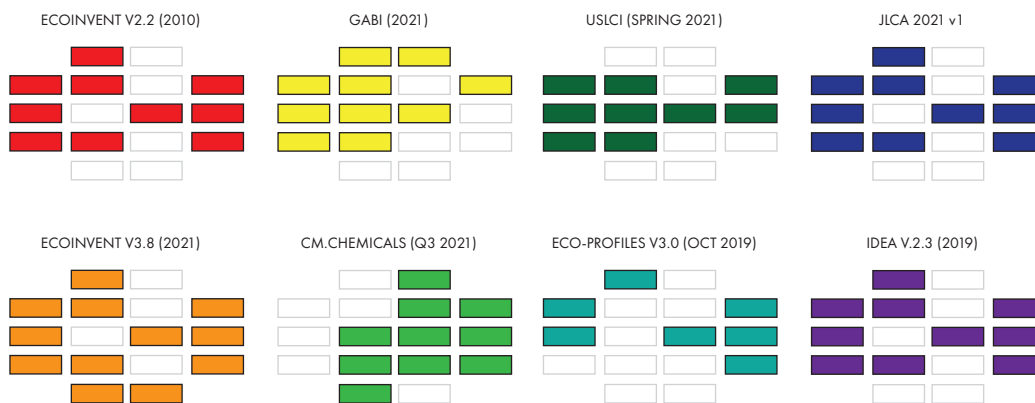 ECOINVENT V2.2 (2010)
GABI (2021)
USLCI (SPRING 2021)
JLCA 2021 v1
ECOINVENT V3.8 (2021)
CM.CHEMICALS (Q3 2021)
ECO-PROFILES V3.0 (OCT 2019)
IDEA V.2.3 (2019)